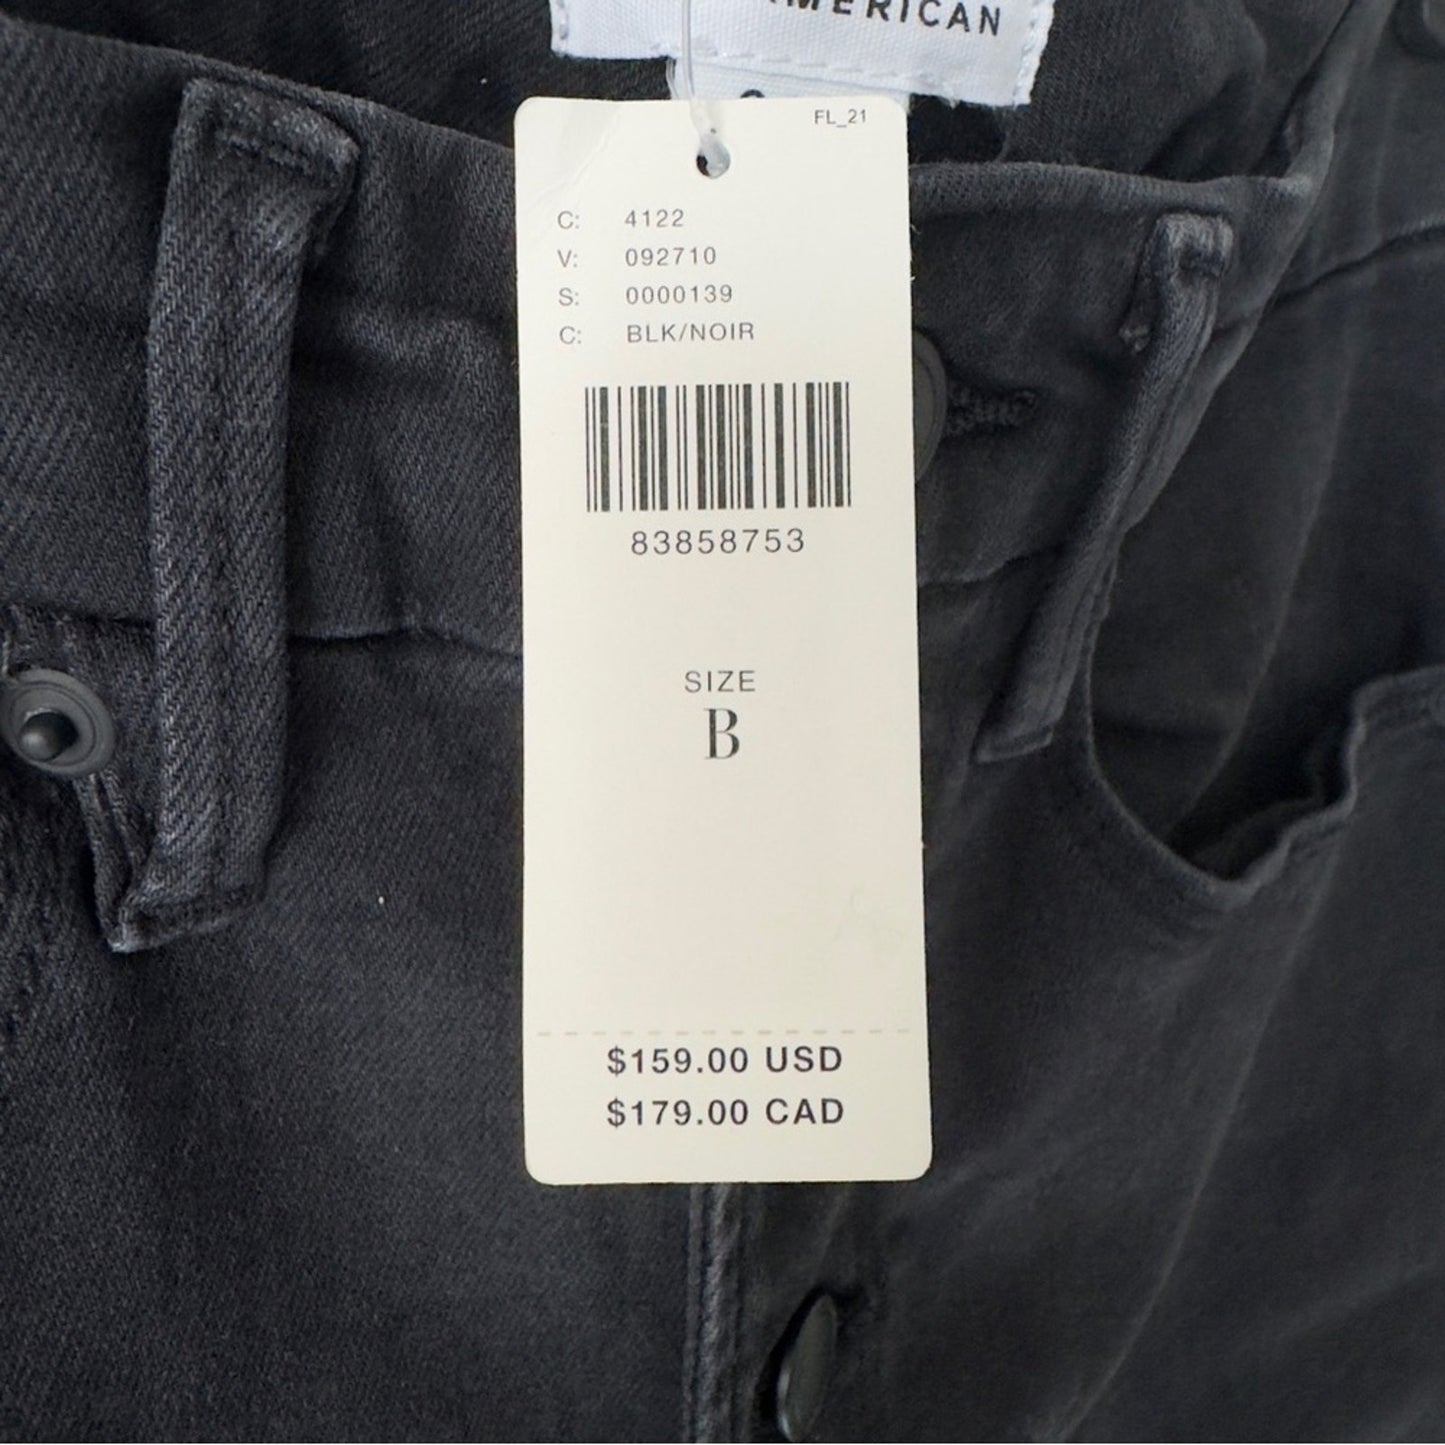 AMERICAN
FL_21
C: 4122
V: 092710
S: 0000139
C: BLK/NOIR
83858753
SIZE
B
$159.00 USD
$179.00 CAD